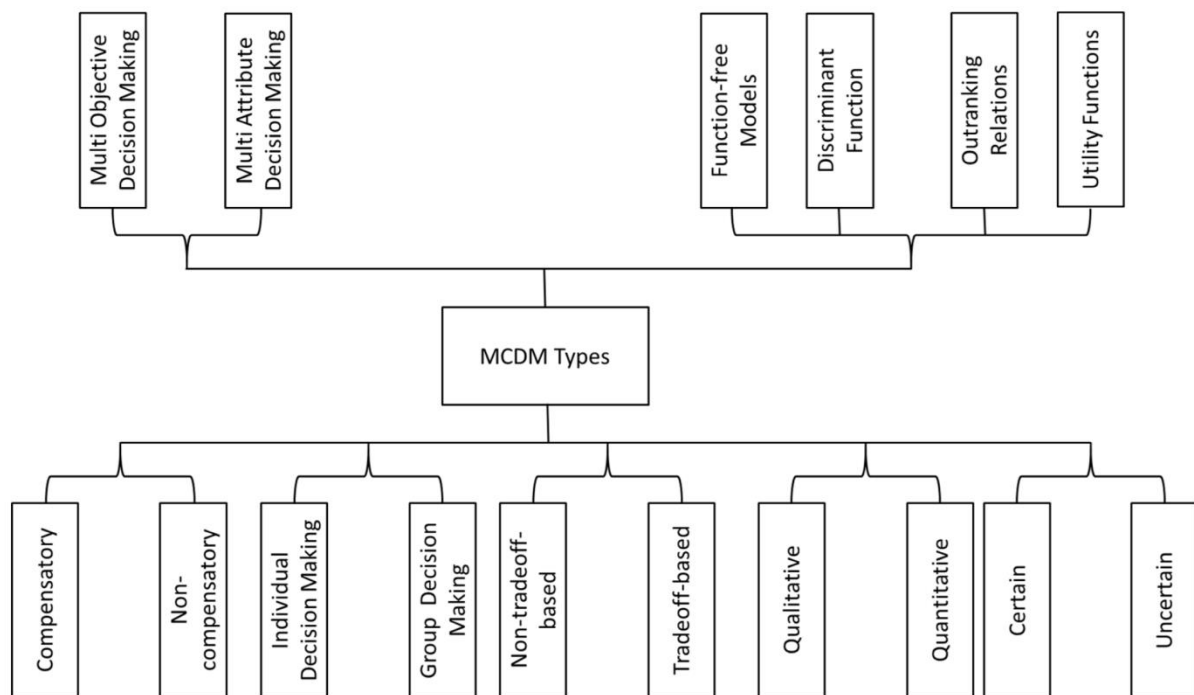 Multi Objective
Decision Making
Multi Attribute
Decision Making
Function-free
Models
Discriminant
Function
Outranking
Relations
Utility Functions
MCDM Types
Compensatory
Non-
compensatory
Individual
Decision Making
Group Decision
Making
Non-tradeoff-
based
Tradeoff-based
Qualitative
Quantitative
Certain
Uncertain